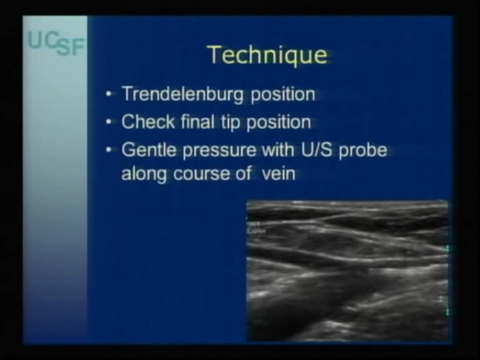 UCSF
Technique
• Trendelenburg position
• Check final tip position
• Gentle pressure with U/S probe
along course of vein